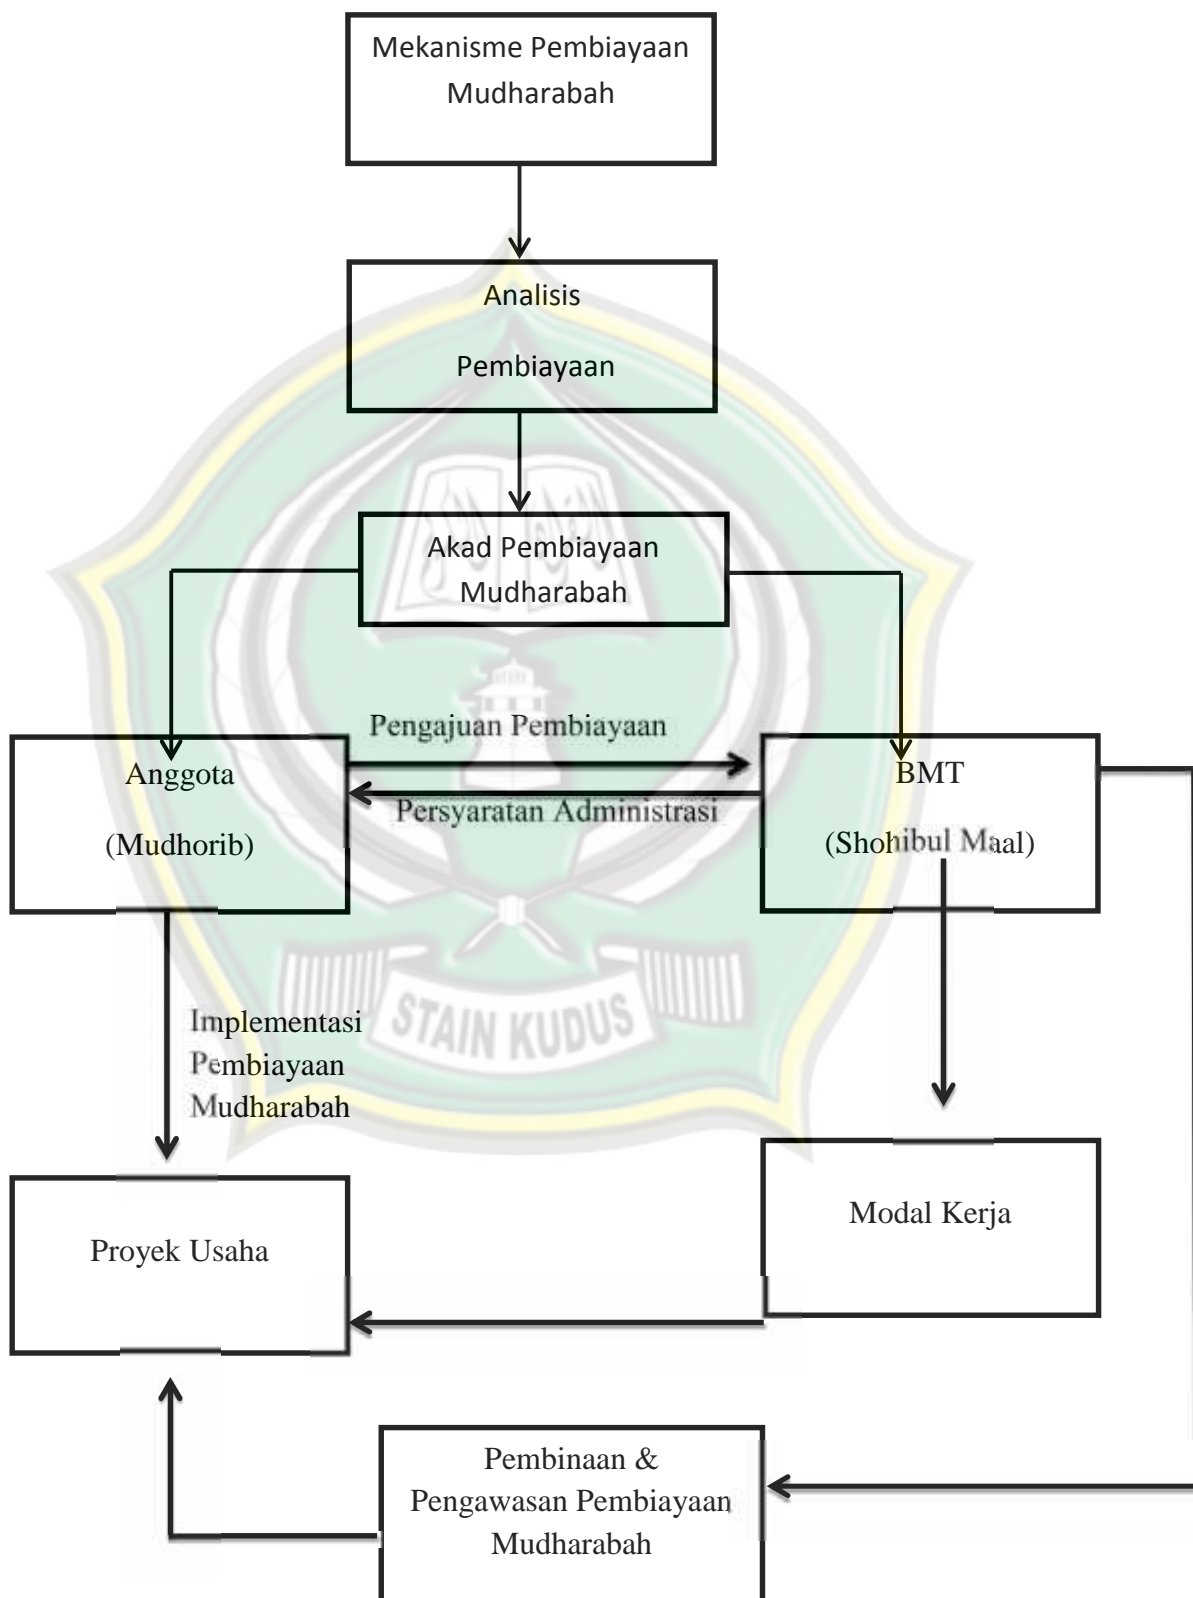 Mekanisme Pembiayaan
Mudharabah
Analisis
Pembiayaan
Akad Pembiayaan
Mudharabah
Pengajuan Pembiayaan
Anggota
(Mudhorib)
BMT
(Shohibul Maal)
Persyaratan Administrasi
STAIN KUDUS
Implementasi
Pembiayaan
Mudharabah
Modal Kerja
Proyek Usaha
Pembinaan &
Pengawasan Pembiayaan
Mudharabah